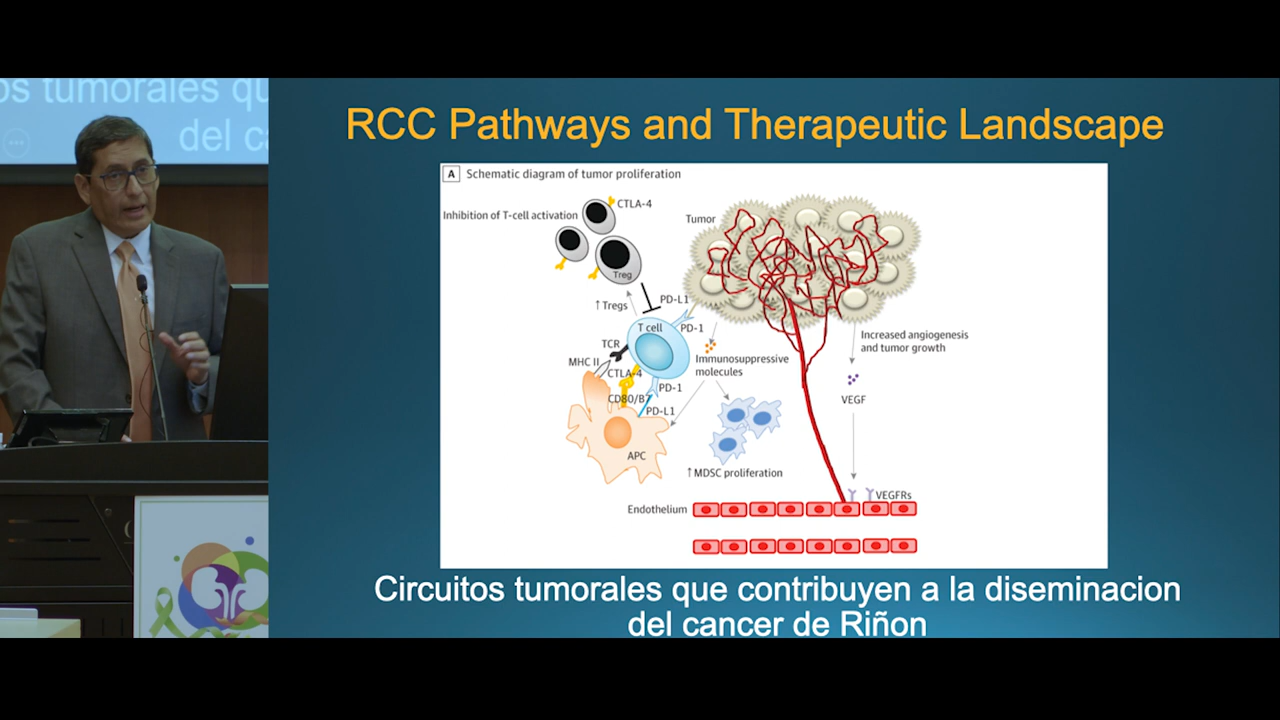 os tumorales qu
del ca
RCC Pathways and Therapeutic Landscape
A Schematic diagram of tumor proliferation
CTLA-4
Inhibition of T-cell activation
Tumor
Treg
↑Tregs
PD-L1
T cell
PD-1
TCR
Increased angiogenesis
and tumor growth
MHC II
Immunosuppressive
molecules
CTLA-4
PD-1
CD80/B7
VEGF
PD-L1
APC
↑MDSC proliferation
VEGFRs
Endothelium
Circuitos tumorales que contribuyen a la diseminacion
del cancer de Riñon